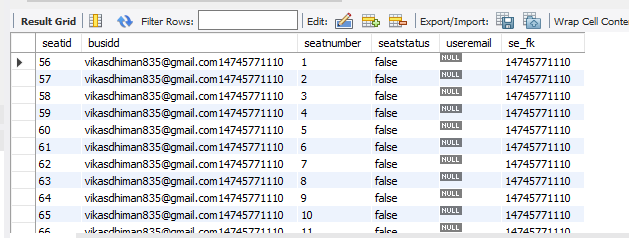 Result Grid Filter Rows: Edit: Export/Import: Wrap Cell Conte
seatid busidd seatnumber seatstatus useremail se_fk
56 vikasdhiman835@gmail.com14745771110 1 false NULL 14745771110
57 vikasdhiman835@gmail.com14745771110 2 false NULL 14745771110
58 vikasdhiman835@gmail.com14745771110 3 false NULL 14745771110
59 vikasdhiman835@gmail.com14745771110 4 false NULL 14745771110
60 vikasdhiman835@gmail.com14745771110 5 false NULL 14745771110
61 vikasdhiman835@gmail.com14745771110 6 false NULL 14745771110
62 vikasdhiman835@gmail.com14745771110 7 false NULL 14745771110
63 vikasdhiman835@gmail.com14745771110 8 false NULL 14745771110
64 vikasdhiman835@gmail.com14745771110 9 false NULL 14745771110
65 vikasdhiman835@gmail.com14745771110 10 false NULL 14745771110
66 vikasdhiman835@gmail.com14745771110 11 false NULL 14745771110